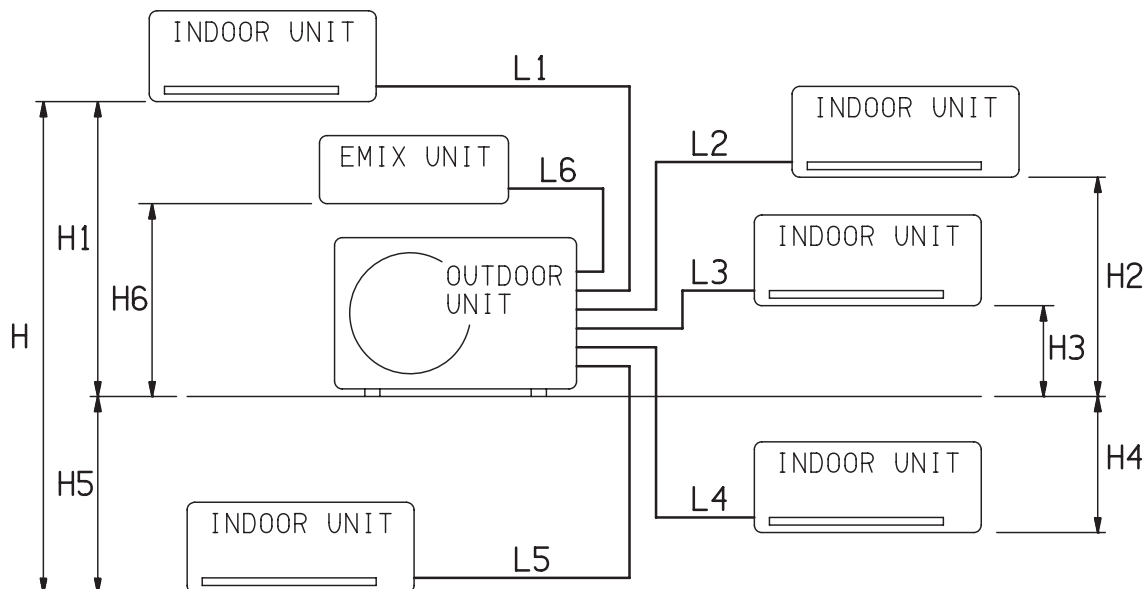 INDOOR UNIT
L1
INDOOR UNIT
L2
EMIX UNIT
L6
H1
H6
INDOOR UNIT
L3
OUTDOOR
UNIT
H2
H
H3
H5
INDOOR UNIT
H4
L4
INDOOR UNIT
L5